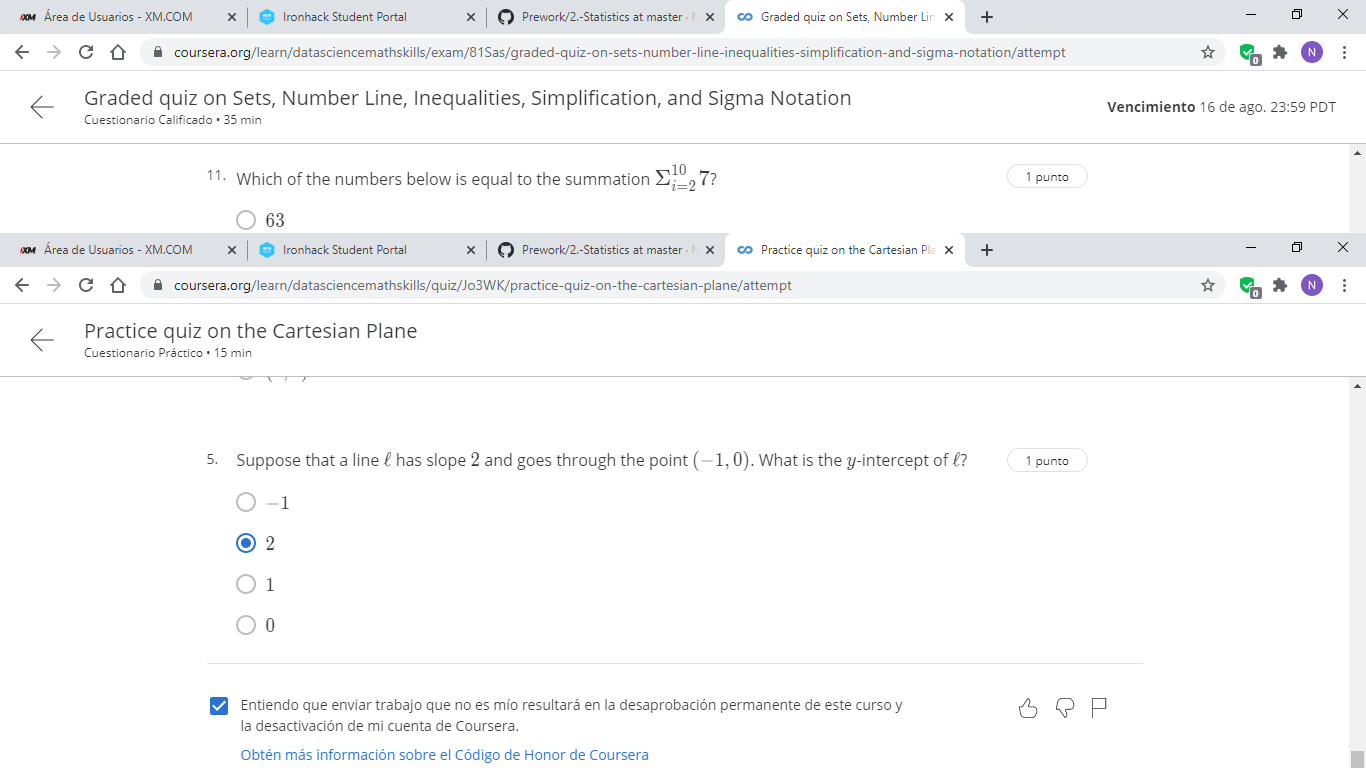 Área de Usuarios - XM.COM
Ironhack Student Portal
Prework/2.-Statistics at master ·
Graded quiz on Sets, Number Lin
coursera.org/learn/datasciencemathskills/exam/81Sas/graded-quiz-on-sets-number-line-inequalities-simplification-and-sigma-notation/attempt
0
N
Graded quiz on Sets, Number Line, Inequalities, Simplification, and Sigma Notation
Cuestionario Calificado • 35 min
Vencimiento 16 de ago. 23:59 PDT
11. Which of the numbers below is equal to the summation Σ¹⁰ᵢ₌₂ 7?
1 punto
63
Área de Usuarios - XM.COM
Ironhack Student Portal
Prework/2.-Statistics at master ·
Practice quiz on the Cartesian Pla
coursera.org/learn/datasciencemathskills/quiz/Jo3WK/practice-quiz-on-the-cartesian-plane/attempt
0
N
Practice quiz on the Cartesian Plane
Cuestionario Práctico • 15 min
5. Suppose that a line ℓ has slope 2 and goes through the point (−1, 0). What is the y-intercept of ℓ?
1 punto
−1
2
1
0
Entiendo que enviar trabajo que no es mío resultará en la desaprobación permanente de este curso y
la desactivación de mi cuenta de Coursera.
Obtén más información sobre el Código de Honor de Coursera